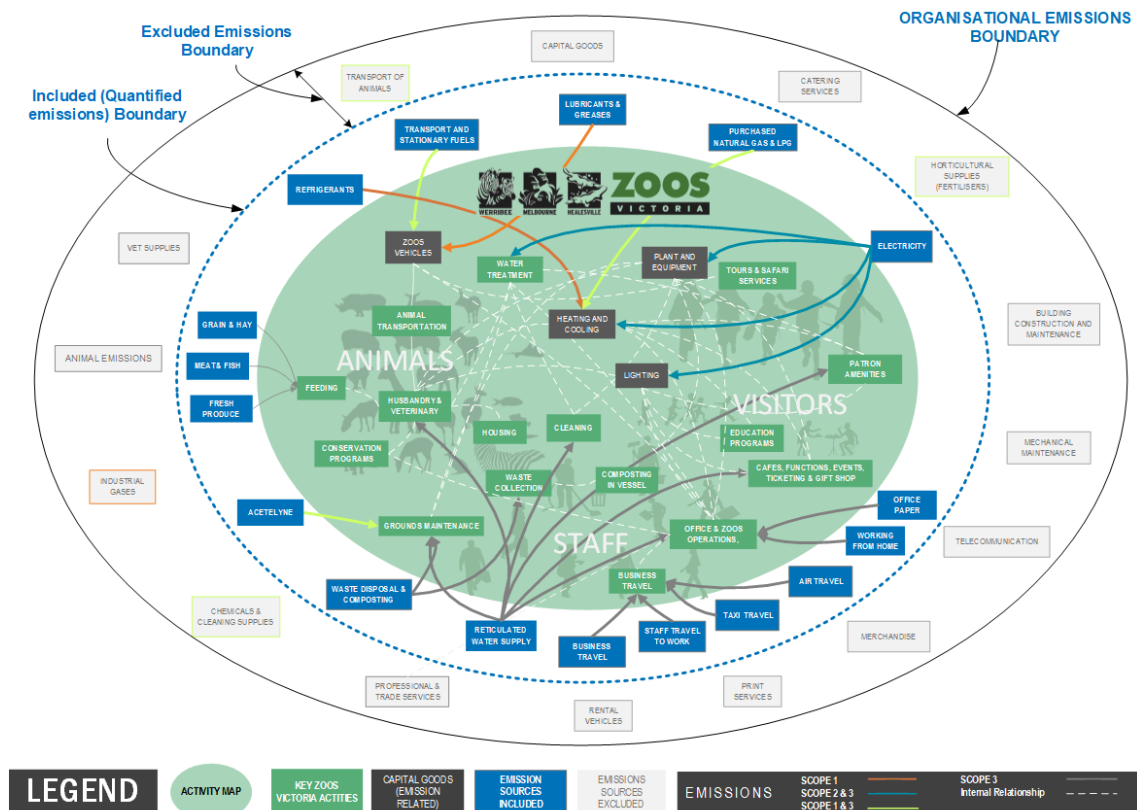 ORGANISATIONAL EMISSIONS
BOUNDARY
Excluded Emissions
Boundary
Included (Quantified
emissions) Boundary
CAPITAL GOODS
TRANSPORT OF
ANIMALS
CATERING
SERVICES
LUBRICANTS &
GREASES
TRANSPORT AND
STATIONARY FUELS
PURCHASED
NATURAL GAS & LPG
HORTICULTURAL
SUPPLIES
(FERTILISERS)
REFRIGERANTS
WERRIBEE
MELBOURNE
HEALESVILLE
ZOOS
VICTORIA
VET SUPPLIES
ZOOS
VEHICLES
WATER
TREATMENT
PLANT AND
EQUIPMENT
TOURS & SAFARI
SERVICES
ELECTRICITY
GRAIN & HAY
ANIMAL
TRANSPORTATION
HEATING AND
COOLING
BUILDING
CONSTRUCTION AND
MAINTENANCE
ANIMAL EMISSIONS
MEAT & FISH
ANIMALS
FEEDING
LIGHTING
PATRON
AMENITIES
FRESH
PRODUCE
HUSBANDRY &
VETERINARY
VISITORS
HOUSING
CLEANING
EDUCATION
PROGRAMS
MECHANICAL
MAINTENANCE
CONSERVATION
PROGRAMS
WASTE
COLLECTION
COMPOSTING
IN VESSEL
CAFES, FUNCTIONS, EVENTS,
TICKETING & GIFT SHOP
INDUSTRIAL
GASES
ACETELYNE
GROUNDS MAINTENANCE
STAFF
OFFICE & ZOOS
OPERATIONS,
OFFICE
PAPER
WORKING
FROM HOME
TELECOMMUNICATION
BUSINESS
TRAVEL
AIR TRAVEL
WASTE DISPOSAL &
COMPOSTING
TAXI TRAVEL
CHEMICALS &
CLEANING SUPPLIES
RETICULATED
WATER SUPPLY
BUSINESS
TRAVEL
STAFF TRAVEL
TO WORK
MERCHANDISE
PROFESSIONAL &
TRADE SERVICES
RENTAL
VEHICLES
PRINT
SERVICES
LEGEND
ACTIVITY MAP
KEY ZOOS
VICTORIA ACTITIES
CAPITAL GOODS
(EMISSION
RELATED)
EMISSION
SOURCES
INCLUDED
EMISSIONS
SOURCES
EXCLUDED
EMISSIONS
SCOPE 1
SCOPE 2 & 3
SCOPE 1 & 3
SCOPE 3
Internal Relationship